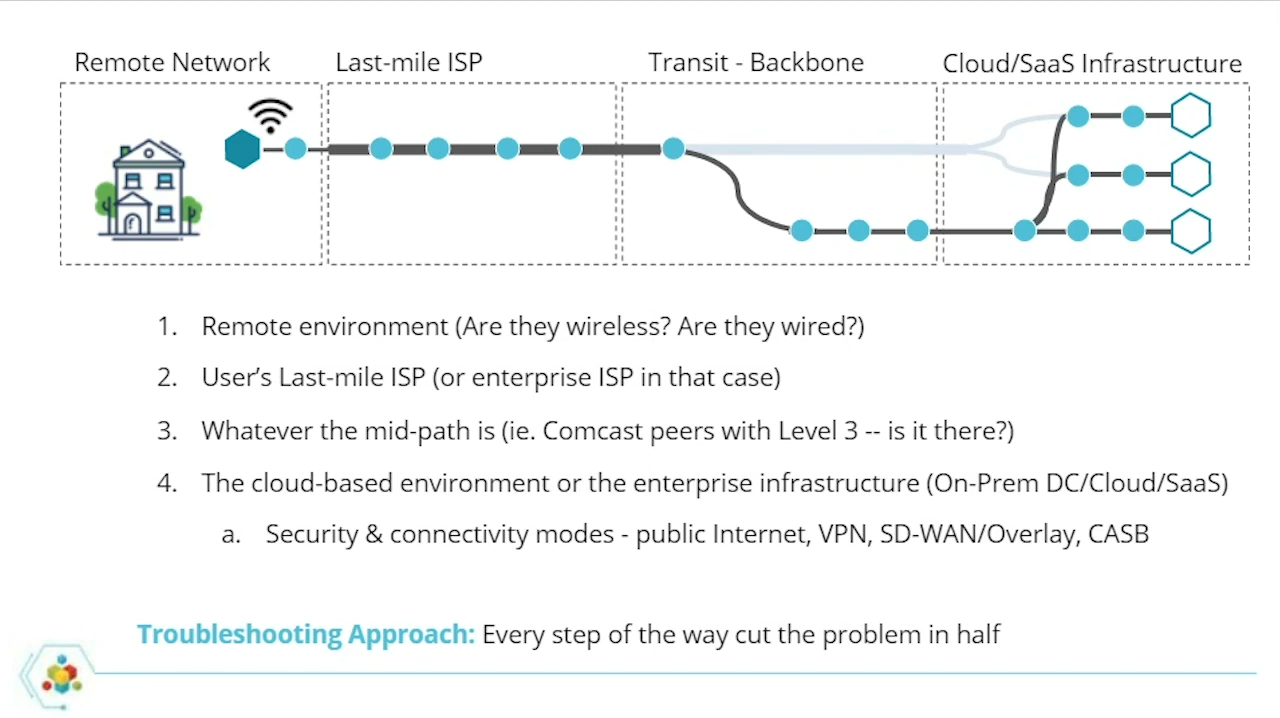 Remote Network
Last-mile ISP
Transit - Backbone
Cloud/SaaS Infrastructure
1. Remote environment (Are they wireless? Are they wired?)
2. User's Last-mile ISP (or enterprise ISP in that case)
3. Whatever the mid-path is (ie. Comcast peers with Level 3 -- is it there?)
4. The cloud-based environment or the enterprise infrastructure (On-Prem DC/Cloud/SaaS)
a. Security & connectivity modes - public Internet, VPN, SD-WAN/Overlay, CASB
Troubleshooting Approach: Every step of the way cut the problem in half